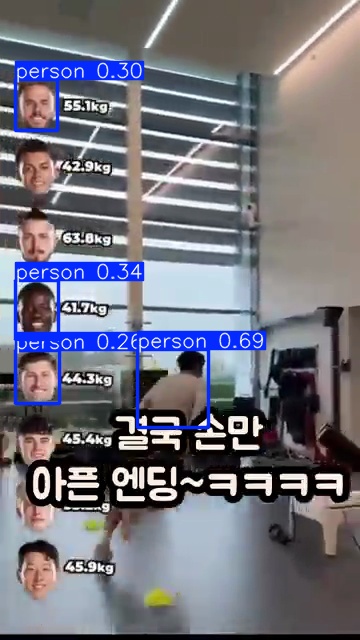 person 0.30
55.1kg
42.9kg
63.8kg
person 0.34
41.7kg
person 0.26
person 0.69
44.3kg
45.4kg
결국 손만
아픈 엔딩~ㅋㅋㅋㅋ
45.9kg